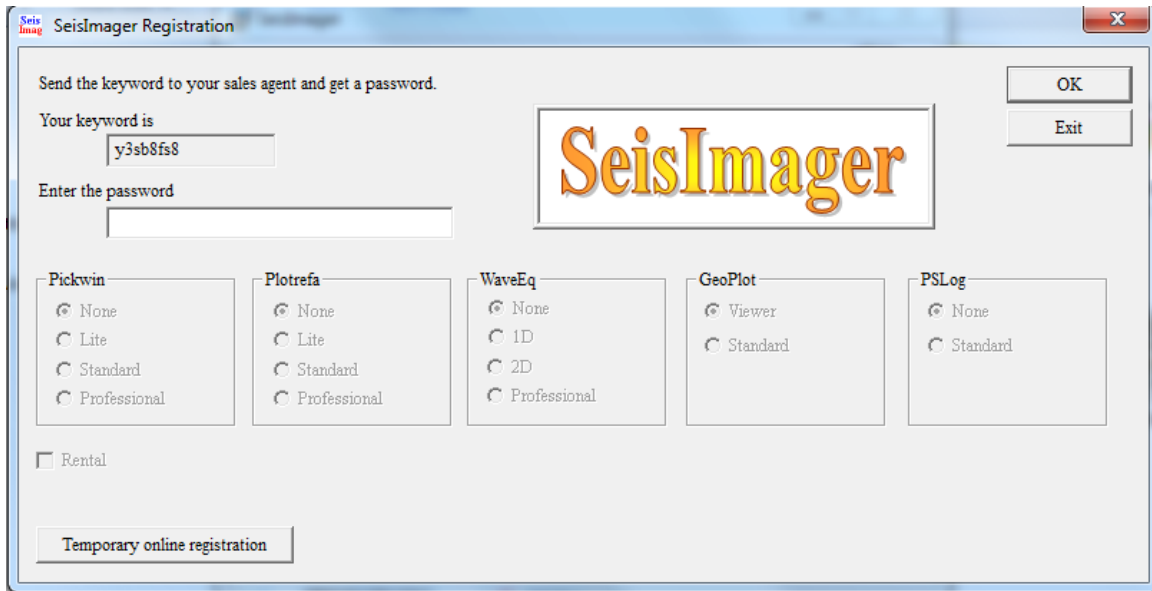 Seis
Imag
SeisImager Registration
Send the keyword to your sales agent and get a password.
OK
Your keyword is
Exit
y3sb8fs8
SeisImager
Enter the password
Pickwin
None
Lite
Standard
Professional
Plotrefa
None
Lite
Standard
Professional
WaveEq
None
1D
2D
Professional
GeoPlot
Viewer
Standard
PSLog
None
Standard
Rental
Temporary online registration